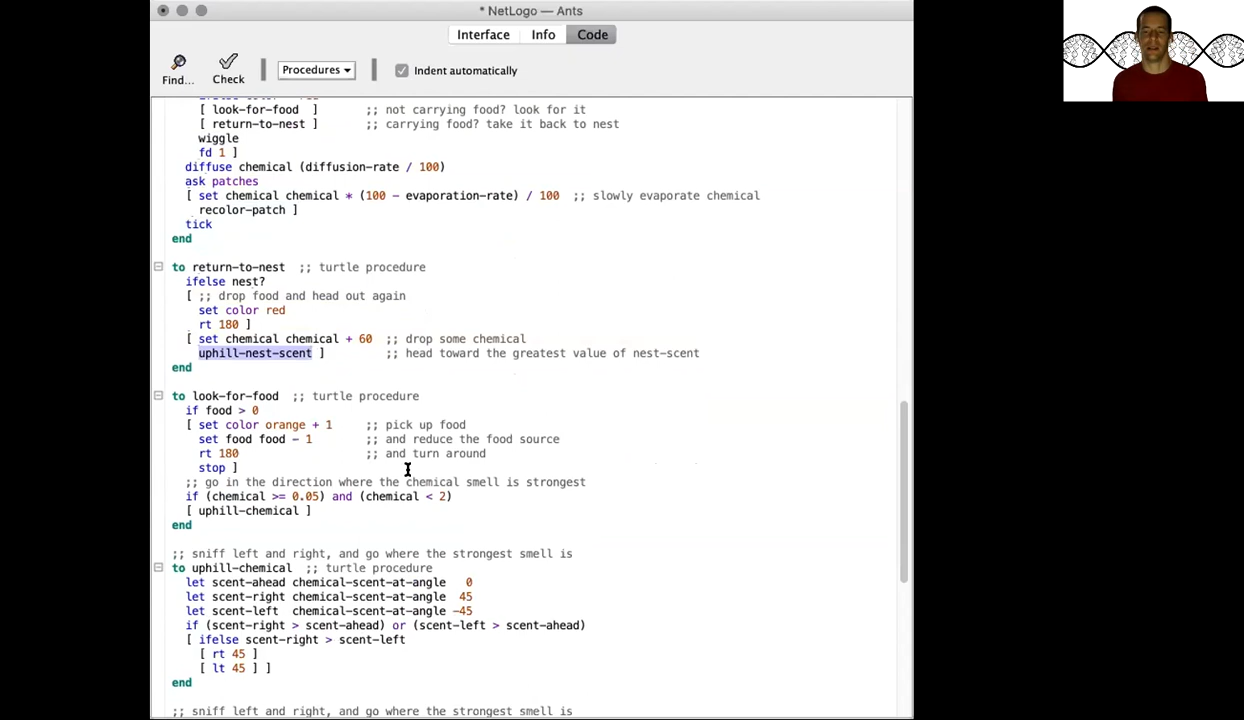 * NetLogo — Ants
Interface Info Code
Find... Check Procedures Indent automatically
[ look-for-food ] ;; not carrying food? look for it
[ return-to-nest ] ;; carrying food? take it back to nest
wiggle
fd 1 ]
diffuse chemical (diffusion-rate / 100)
ask patches
[ set chemical chemical * (100 - evaporation-rate) / 100 ;; slowly evaporate chemical
recolor-patch ]
tick
end
to return-to-nest ;; turtle procedure
ifelse nest?
[ ;; drop food and head out again
set color red
rt 180 ]
[ set chemical chemical + 60 ;; drop some chemical
uphill-nest-scent ] ;; head toward the greatest value of nest-scent
end
to look-for-food ;; turtle procedure
if food > 0
[ set color orange + 1 ;; pick up food
set food food - 1 ;; and reduce the food source
rt 180 ;; and turn around
stop ]
;; go in the direction where the chemical smell is strongest
if (chemical >= 0.05) and (chemical < 2)
[ uphill-chemical ]
end
;; sniff left and right, and go where the strongest smell is
to uphill-chemical ;; turtle procedure
let scent-ahead chemical-scent-at-angle 0
let scent-right chemical-scent-at-angle 45
let scent-left chemical-scent-at-angle -45
if (scent-right > scent-ahead) or (scent-left > scent-ahead)
[ ifelse scent-right > scent-left
[ rt 45 ]
[ lt 45 ] ]
end
;; sniff left and right, and go where the strongest smell is